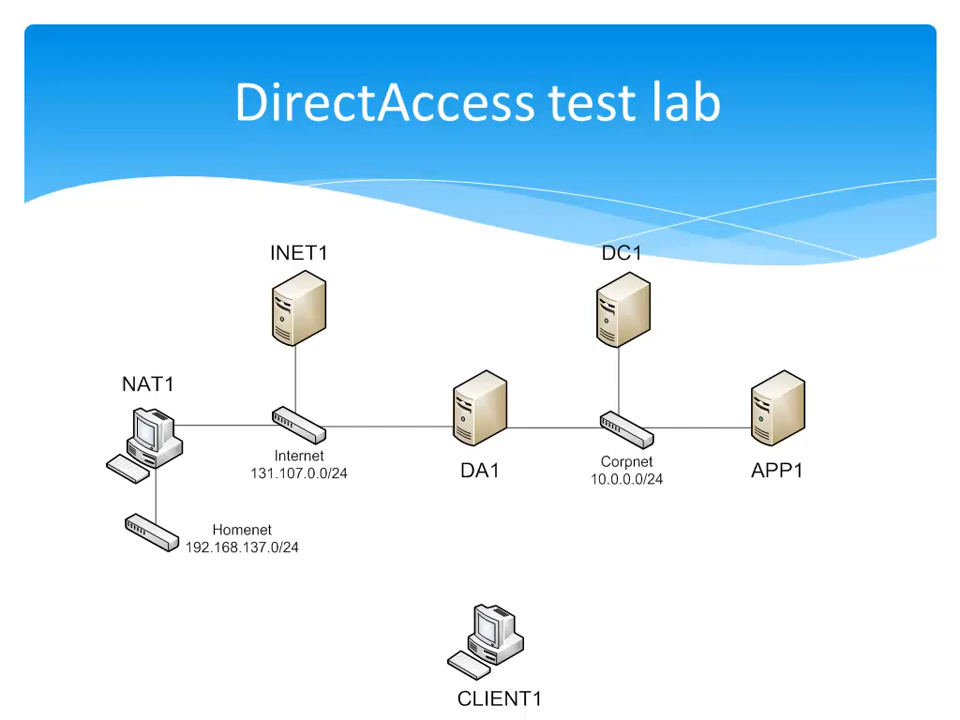 DirectAccess test lab
INET1
DC1
NAT1
Internet
131.107.0.0/24
DA1
Corpnet
10.0.0.0/24
APP1
Homenet
192.168.137.0/24
CLIENT1